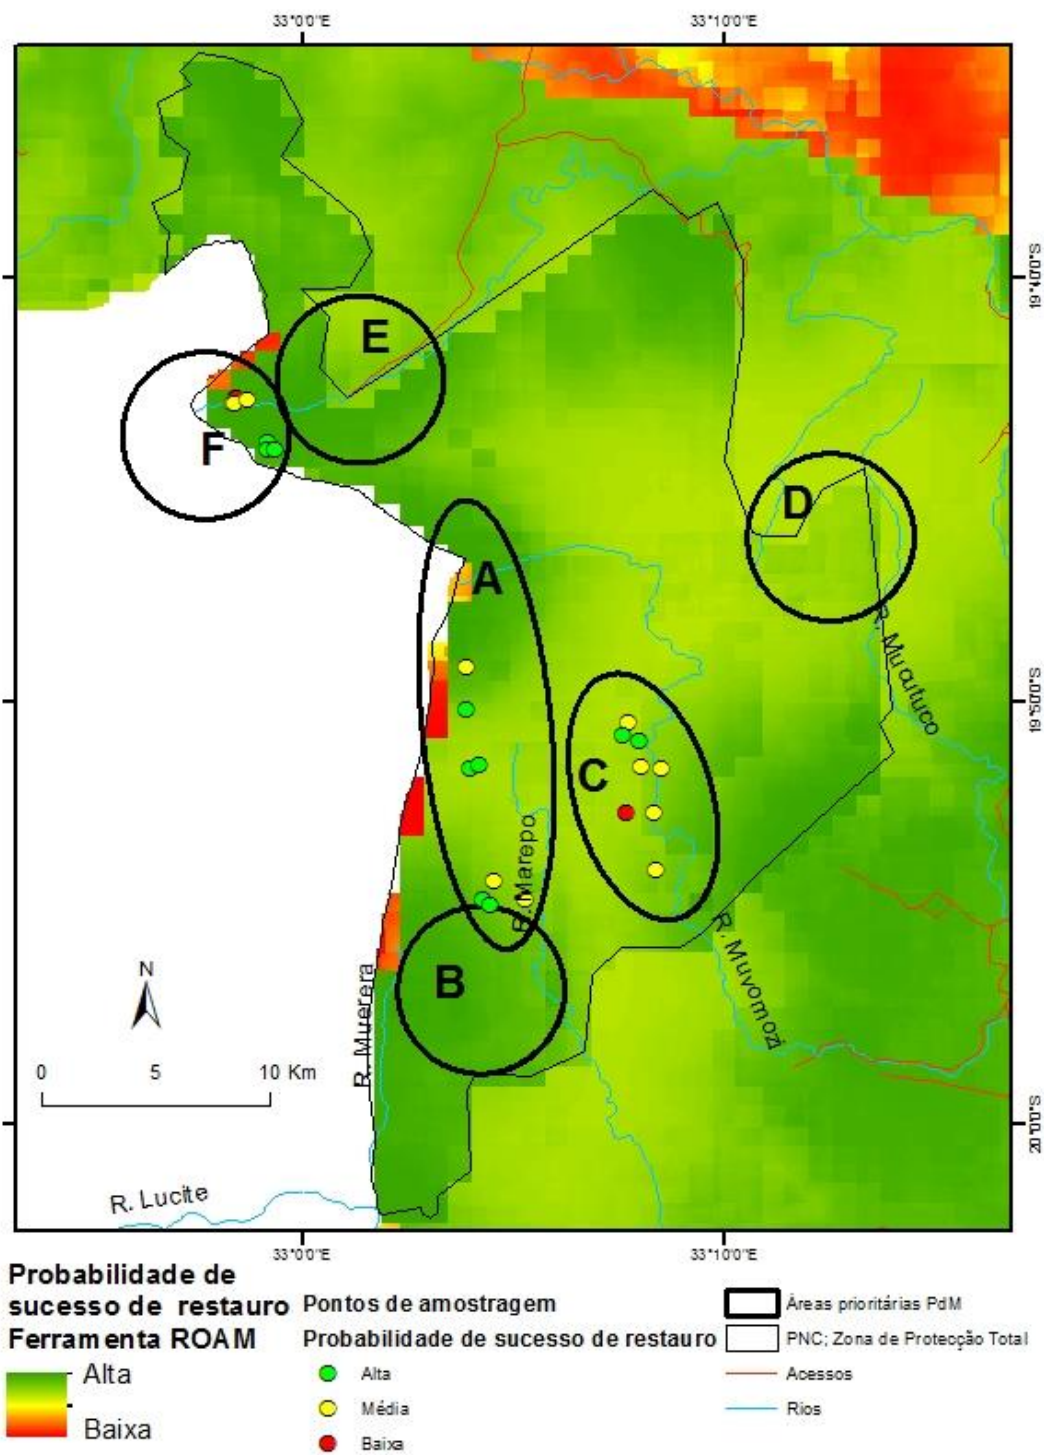 33°0'0"E 33°10'0"E
19°40'0"S
E
F
D
A
R. Mucutuco
19°50'0"S
C
R. Marepo
B
R. Muvomozi
N
R. Muerera
0 5 10 Km
20°0'0"S
R. Lucite
33°0'0"E 33°10'0"E
Probabilidade de
sucesso de restauro
Ferramenta ROAM
Alta
Baixa
Pontos de amostragem
Probabilidade de sucesso de restauro
Alta
Média
Baixa
Áreas prioritárias PdM
PNC; Zona de Protecção Total
Acessos
Rios